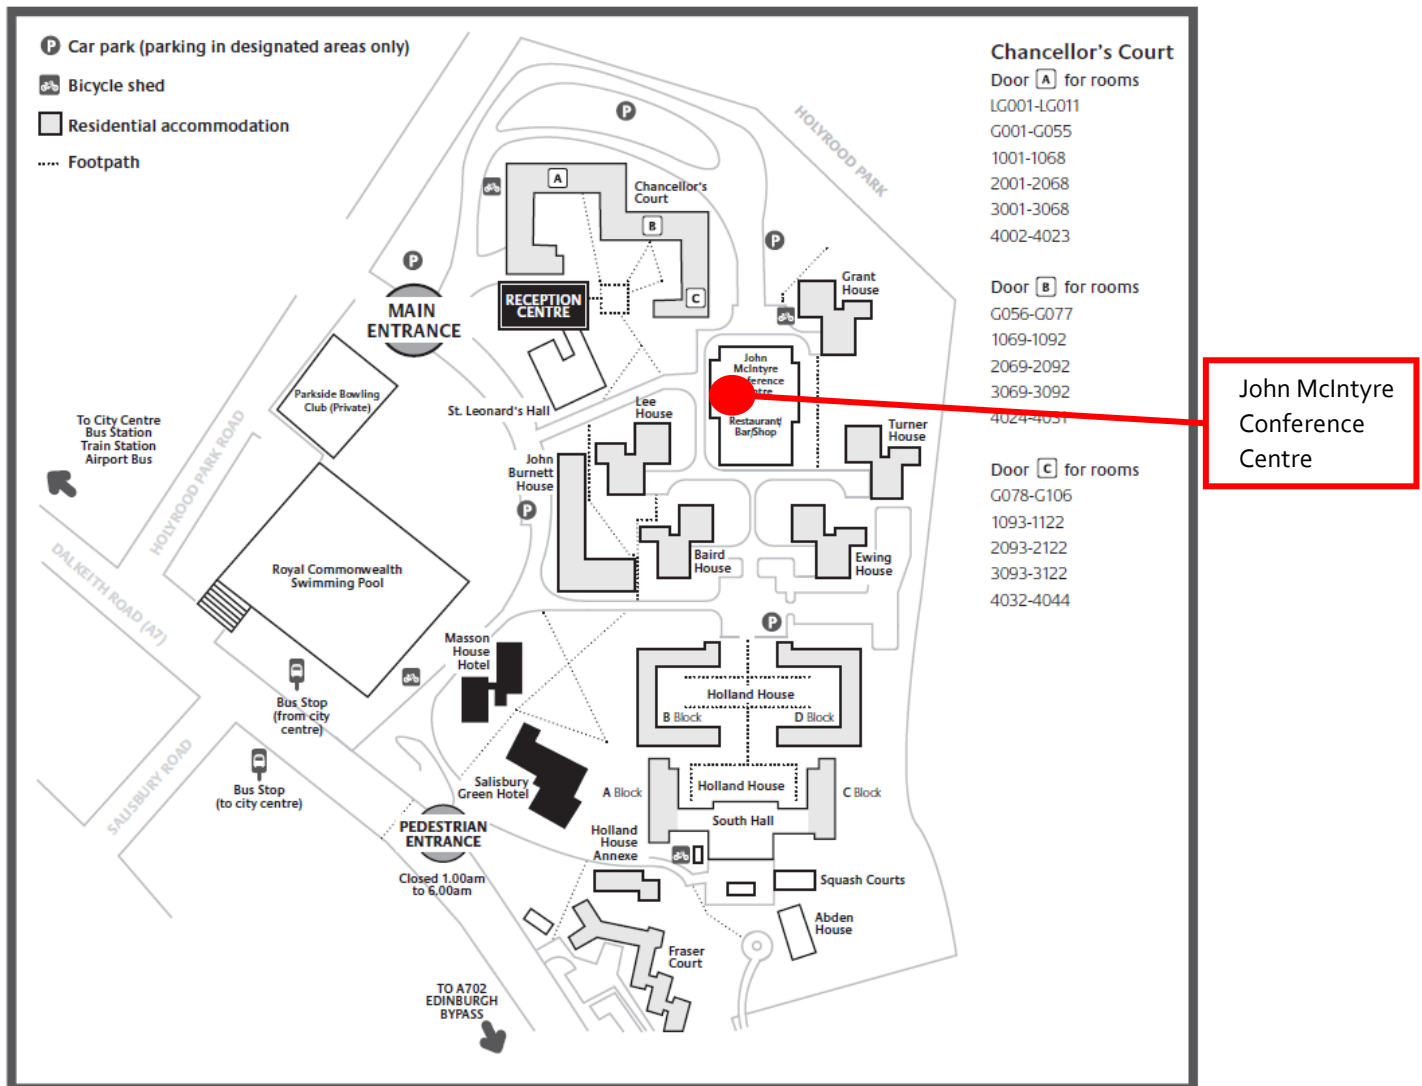 P Car park (parking in designated areas only)
Bicycle shed
Residential accommodation
Footpath
Chancellor's Court
Door A for rooms
LG001-LG011
G001-G055
1001-1068
2001-2068
3001-3068
4002-4023
Door B for rooms
G056-G077
1069-1092
2069-2092
3069-3092
4024-4031
Door C for rooms
G078-G106
1093-1122
2093-2122
3093-3122
4032-4044
P
HOLYROOD PARK
A
Chancellor's
Court
B
C
P
P
Grant
House
MAIN
ENTRANCE
RECEPTION
CENTRE
John
McIntyre
Restaurant/
Bar/Shop
John McIntyre
Conference
Centre
Parkside Bowling
Club (Private)
St. Leonard's Hall
Lee
House
Turner
House
To City Centre
Bus Station
Train Station
Airport Bus
HOLYROOD PARK ROAD
John
Burnett
House
P
Baird
House
Ewing
House
Royal Commonwealth
Swimming Pool
DALKEITH ROAD (A7)
P
Masson
House
Hotel
Holland House
B Block
D Block
Bus Stop
(from city
centre)
SALISBURY ROAD
Bus Stop
(to city centre)
Salisbury
Green Hotel
A Block
Holland House
C Block
South Hall
PEDESTRIAN
ENTRANCE
Closed 1.00am
to 6.00am
Holland
House
Annexe
Squash Courts
Abden
House
Fraser
Court
TO A702
EDINBURGH
BYPASS